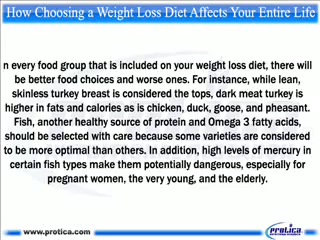 How Choosing a Weight Loss Diet Affects Your Entire Life
n every food group that is included on your weight loss diet, there will
be better food choices and worse ones. For instance, while lean,
skinless turkey breast is considered the tops, dark meat turkey is
higher in fats and calories as is chicken, duck, goose, and pheasant.
Fish, another healthy source of protein and Omega 3 fatty acids,
should be selected with care because some varieties are considered
to be more optimal than others. In addition, high levels of mercury in
certain fish types make them potentially dangerous, especially for
pregnant women, the very young, and the elderly.
www.protica.com
protica